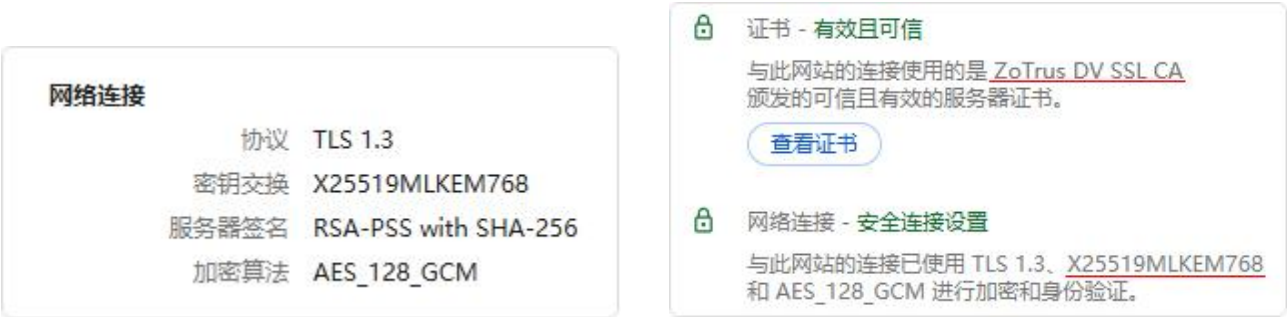 网络连接
协议 TLS 1.3
密钥交换 X25519MLKEM768
服务器签名 RSA-PSS with SHA-256
加密算法 AES_128_GCM
证书 - 有效且可信
与此网站的连接使用的是 ZoTrus DV SSL CA
颁发的可信且有效的服务器证书。
查看证书
网络连接 - 安全连接设置
与此网站的连接已使用 TLS 1.3、X25519MLKEM768
和 AES_128_GCM 进行加密和身份验证。